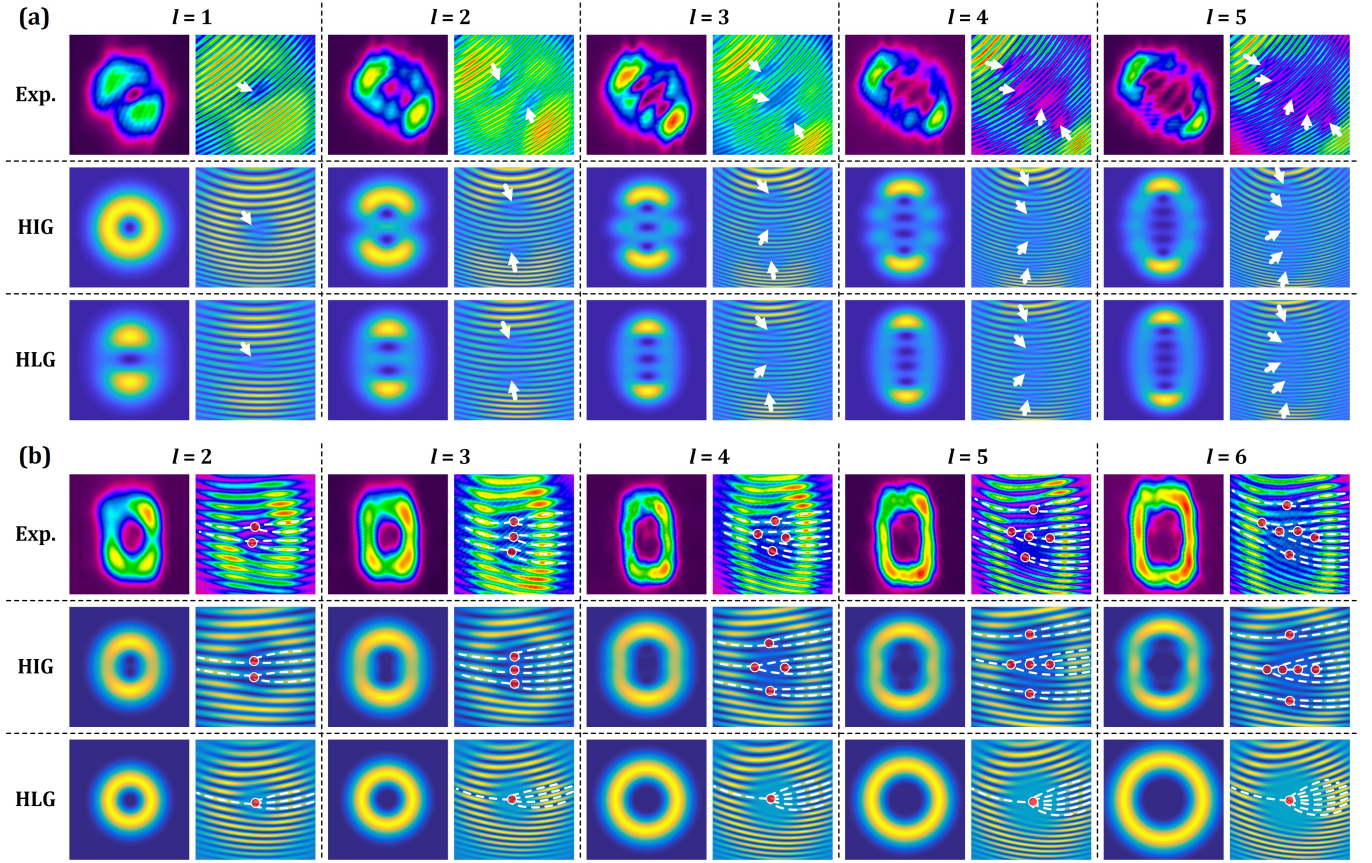 (a) l = 1 l = 2 l = 3 l = 4 l = 5
Exp.
HIG
HLG
(b) l = 2 l = 3 l = 4 l = 5 l = 6
Exp.
HIG
HLG